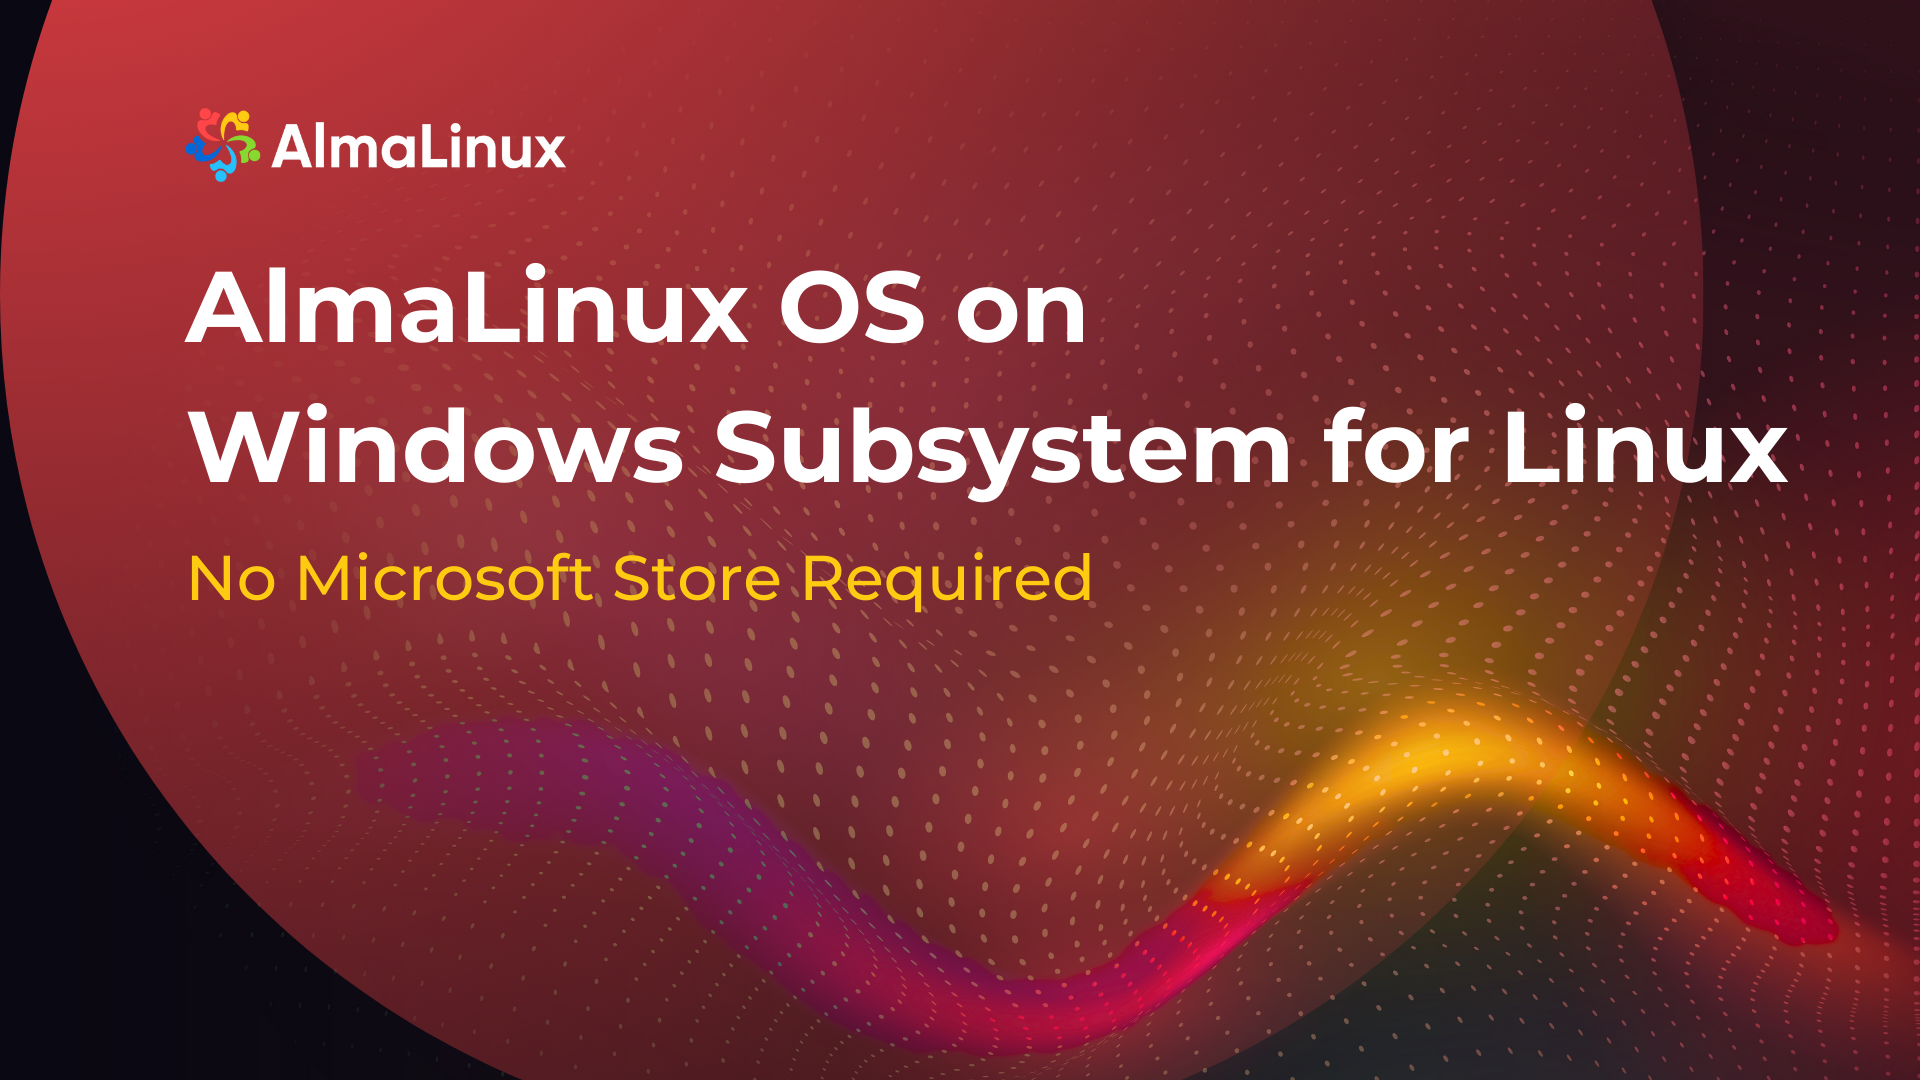 AlmaLinux
AlmaLinux OS on
Windows Subsystem for Linux
No Microsoft Store Required